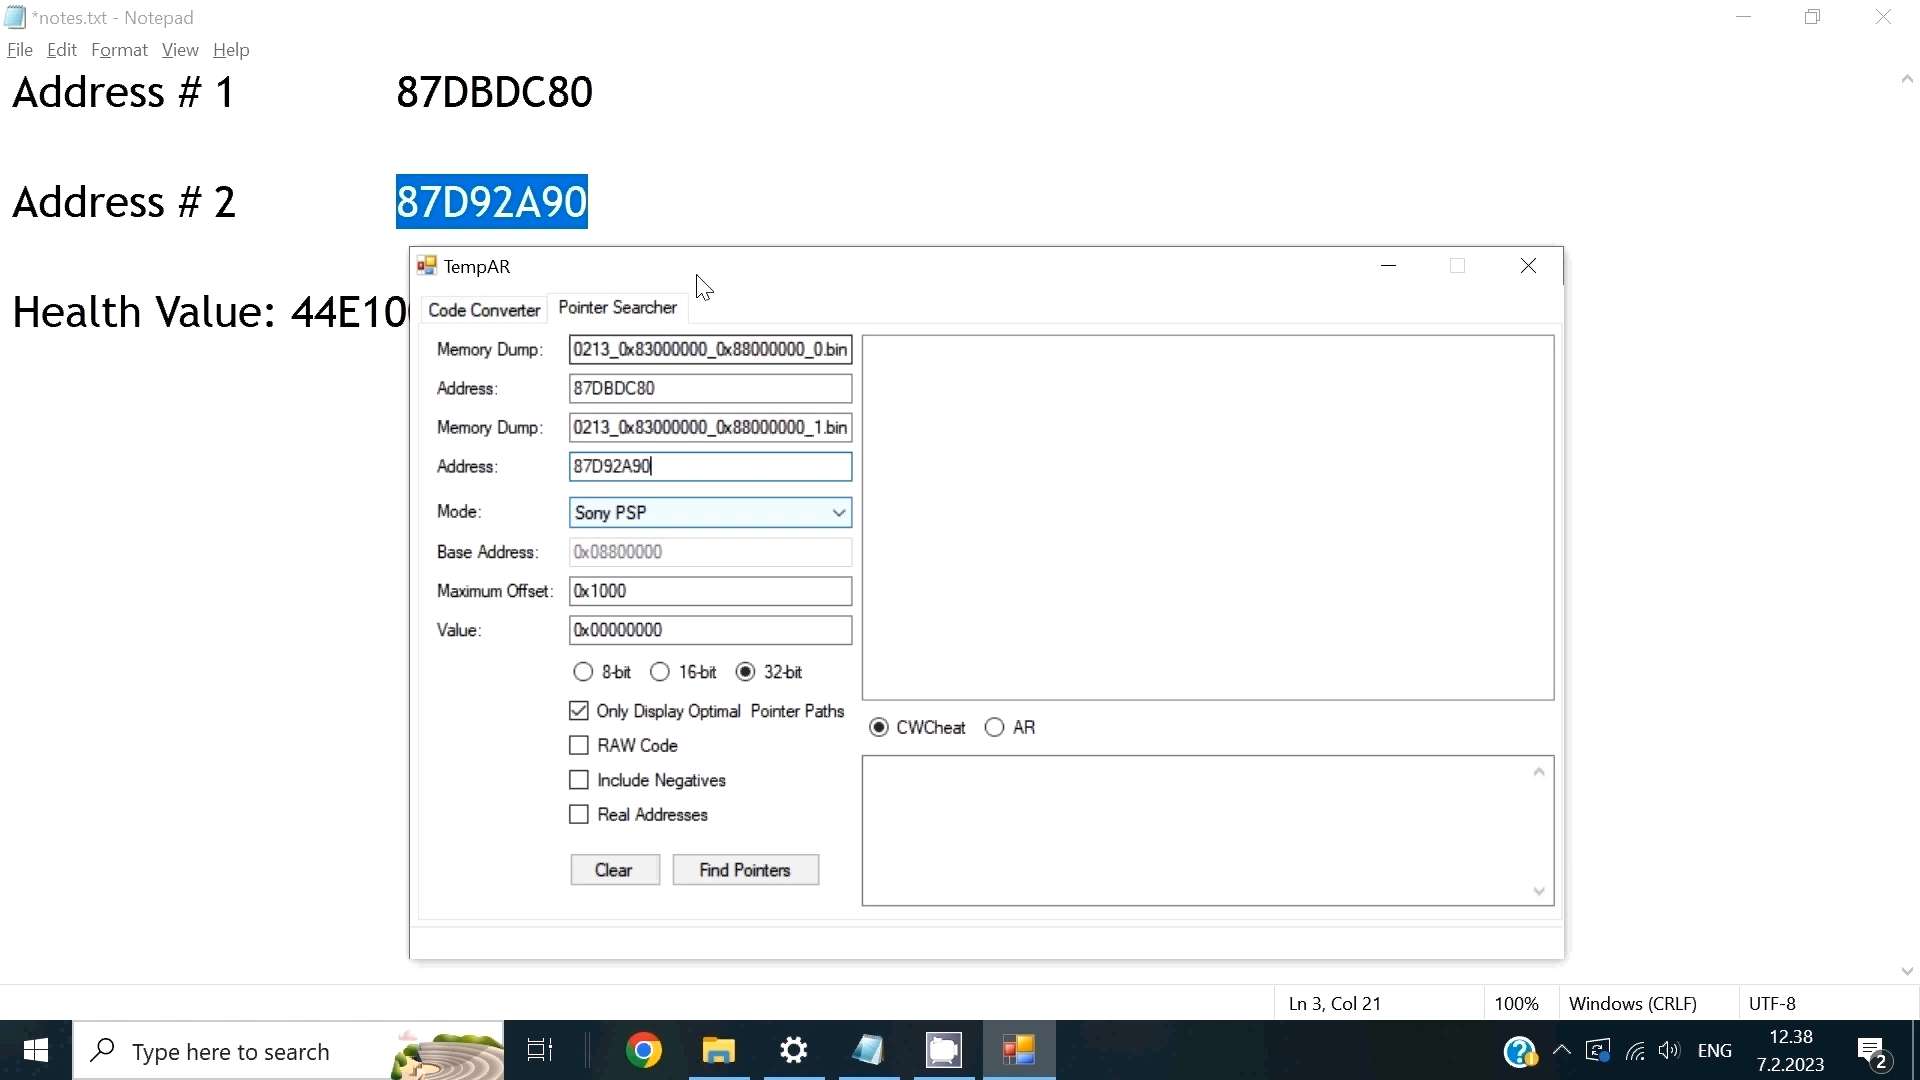 *notes.txt - Notepad
File Edit Format View Help
Address # 1 87DBDC80
Address # 2 87D92A90
Health Value: 44E10
TempAR
Code Converter Pointer Searcher
Memory Dump: 0213_0x83000000_0x88000000_0.bin
Address: 87DBDC80
Memory Dump: 0213_0x83000000_0x88000000_1.bin
Address: 87D92A90
Mode: Sony PSP
Base Address: 0x08800000
Maximum Offset: 0x1000
Value: 0x00000000
8-bit 16-bit 32-bit
Only Display Optimal Pointer Paths
RAW Code
Include Negatives
Real Addresses
Clear Find Pointers
CWCheat AR
Ln 3, Col 21 100% Windows (CRLF) UTF-8
Type here to search
ENG
12.38
7.2.2023
2